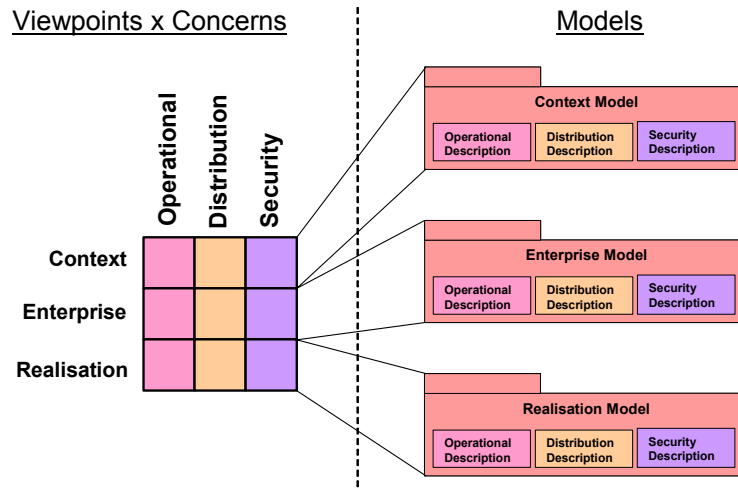 Viewpoints x Concerns
Models
Operational
Distribution
Security
Context
Enterprise
Realisation
Context Model
Operational
Description
Distribution
Description
Security
Description
Enterprise Model
Operational
Description
Distribution
Description
Security
Description
Realisation Model
Operational
Description
Distribution
Description
Security
Description